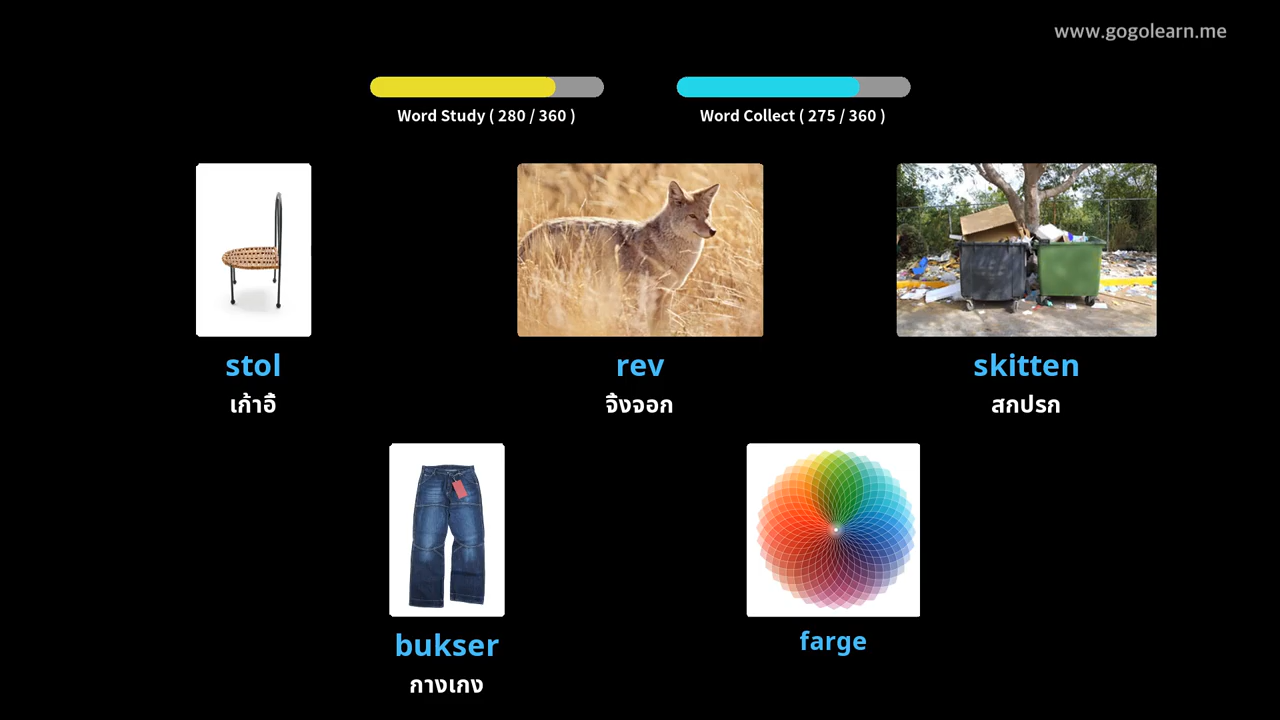 www.gogolearn.me
Word Study ( 280 / 360 )
Word Collect ( 275 / 360 )
stol
เก้าอี้
rev
จิ้งจอก
skitten
สกปรก
bukser
กางเกง
farge